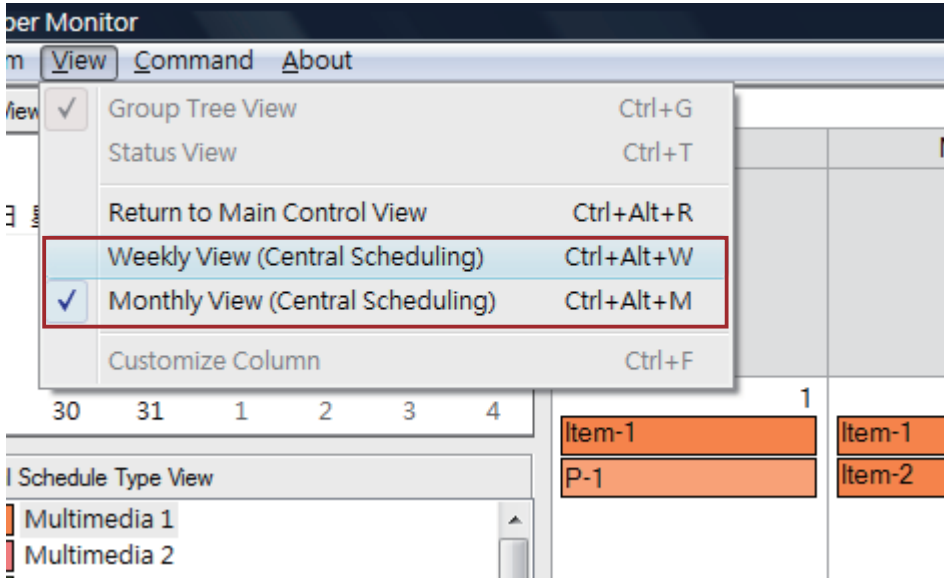 per Monitor
m View Command About
View
Group Tree View Ctrl+G
Status View Ctrl+T
Return to Main Control View Ctrl+Alt+R
日
Weekly View (Central Scheduling) Ctrl+Alt+W
Monthly View (Central Scheduling) Ctrl+Alt+M
Customize Column Ctrl+F
30 31 1 2 3 4
1
Item-1 Item-1
P-1 Item-2
l Schedule Type View
Multimedia 1
Multimedia 2